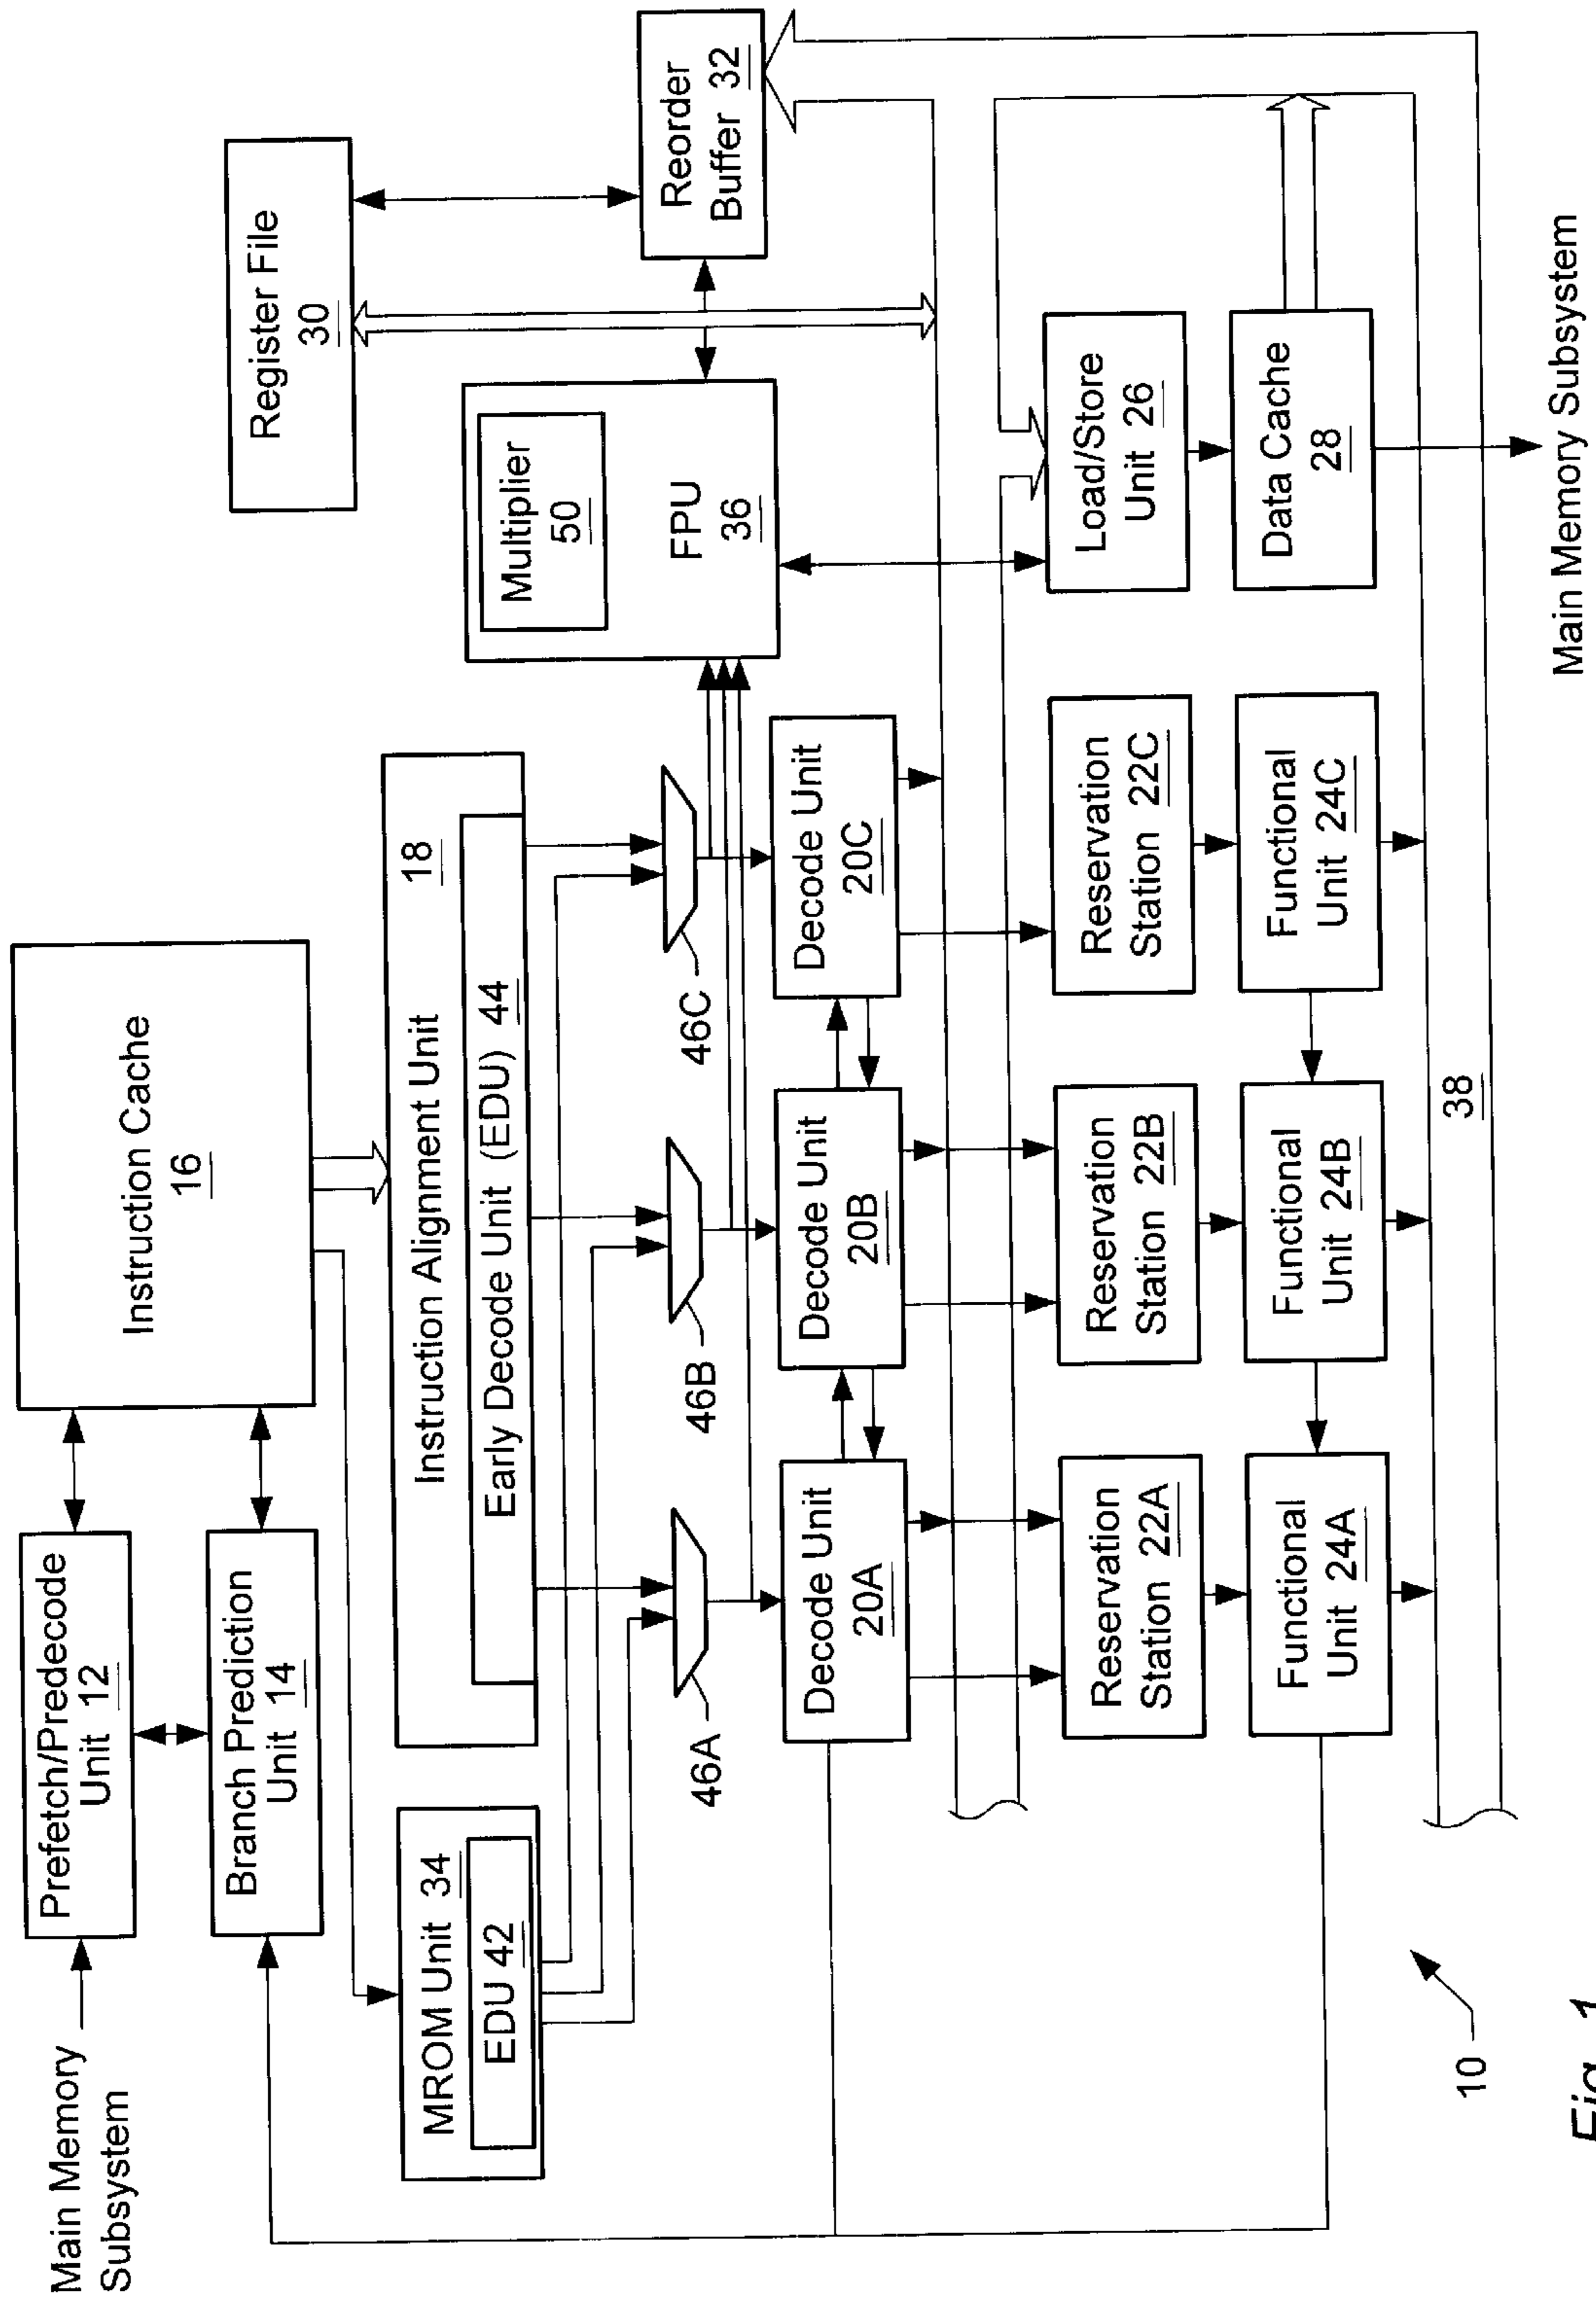 Main Memory
Subsystem
Prefetch/Predecode
Unit 12
Branch Prediction
Unit 14
Instruction Cache
16
Register File
30
MROM Unit 34
EDU 42
Instruction Alignment Unit
18
Early Decode Unit (EDU) 44
Multiplier
50
FPU
36
Reorder
Buffer 32
46A
46B
46C
Decode Unit
20A
Decode Unit
20B
Decode Unit
20C
Reservation
Station 22A
Reservation
Station 22B
Reservation
Station 22C
Load/Store
Unit 26
Functional
Unit 24A
Functional
Unit 24B
Functional
Unit 24C
Data Cache
28
38
10
Main Memory Subsystem
Fig. 1